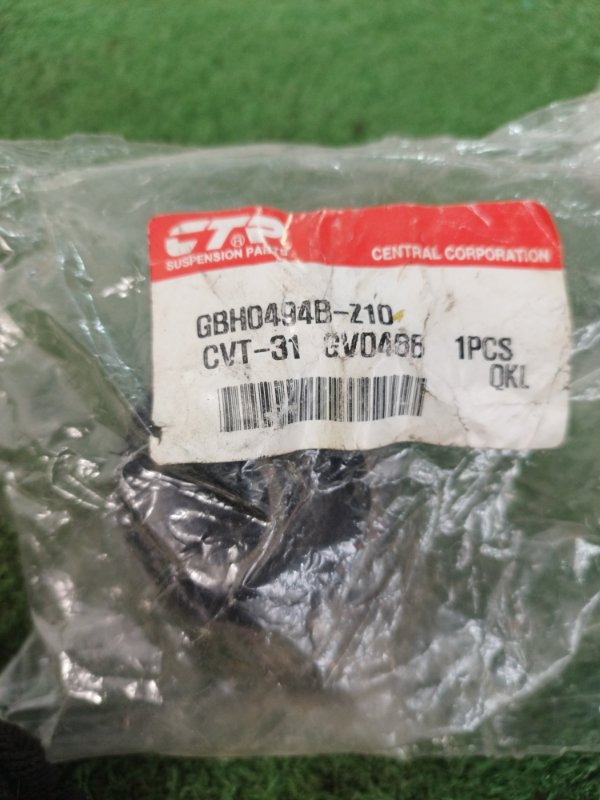 CTR®
SUSPENSION PARTS
CENTRAL CORPORATION
GBH0494B-Z10
CVT-31 GV0486 1PCS
QKL